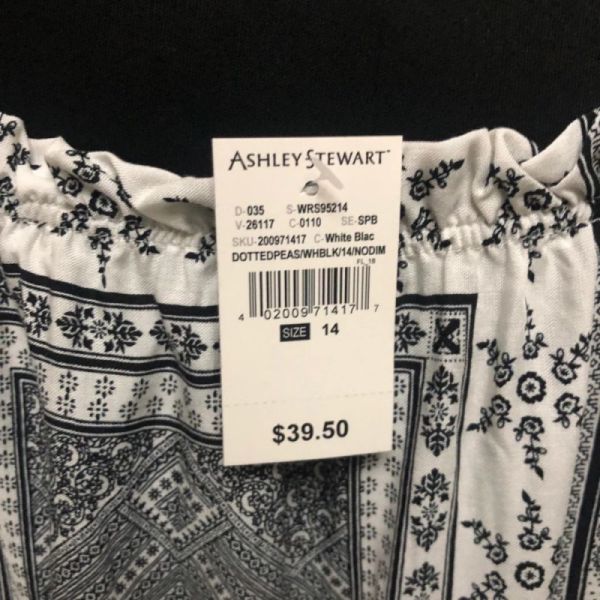 ASHLEY STEWART
D-035 S-WRS95214
V-26117 C-0110 SE-SPB
SKU-200971417 C-White Blac
DOTTEDPEAS/WHBLK/14/NODIM
FL_18
4 02009 71417 7
SIZE 14
$39.50